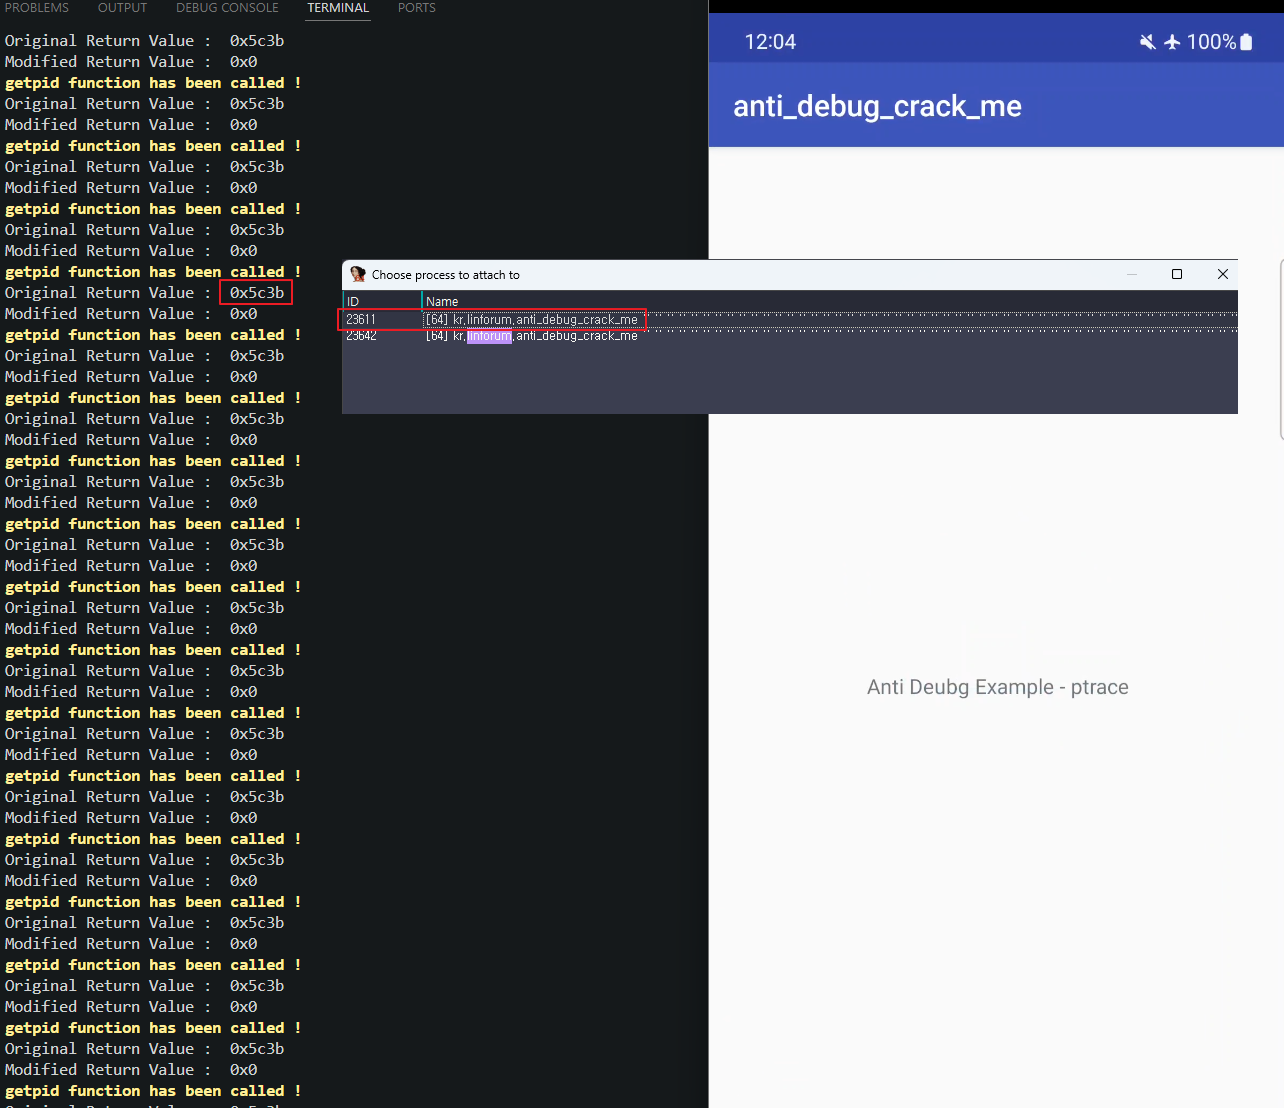 PROBLEMS OUTPUT DEBUG CONSOLE TERMINAL PORTS
Original Return Value : 0x5c3b
Modified Return Value : 0x0
getpid function has been called !
Original Return Value : 0x5c3b
Modified Return Value : 0x0
getpid function has been called !
Original Return Value : 0x5c3b
Modified Return Value : 0x0
getpid function has been called !
Original Return Value : 0x5c3b
Modified Return Value : 0x0
getpid function has been called !
Original Return Value : 0x5c3b
Modified Return Value : 0x0
getpid function has been called !
Original Return Value : 0x5c3b
Modified Return Value : 0x0
getpid function has been called !
Original Return Value : 0x5c3b
Modified Return Value : 0x0
getpid function has been called !
Original Return Value : 0x5c3b
Modified Return Value : 0x0
getpid function has been called !
Original Return Value : 0x5c3b
Modified Return Value : 0x0
getpid function has been called !
Original Return Value : 0x5c3b
Modified Return Value : 0x0
getpid function has been called !
Original Return Value : 0x5c3b
Modified Return Value : 0x0
getpid function has been called !
Original Return Value : 0x5c3b
Modified Return Value : 0x0
getpid function has been called !
Original Return Value : 0x5c3b
Modified Return Value : 0x0
getpid function has been called !
Original Return Value : 0x5c3b
Modified Return Value : 0x0
getpid function has been called !
Original Return Value : 0x5c3b
Modified Return Value : 0x0
getpid function has been called !
Original Return Value : 0x5c3b
Modified Return Value : 0x0
getpid function has been called !
Original Return Value : 0x5c3b
Modified Return Value : 0x0
getpid function has been called !
Choose process to attach to
ID Name
23611 [64] kr.linforum.anti_debug_crack_me
23642 [64] kr.linforum.anti_debug_crack_me
12:04 100%
anti_debug_crack_me
Anti Deubg Example - ptrace